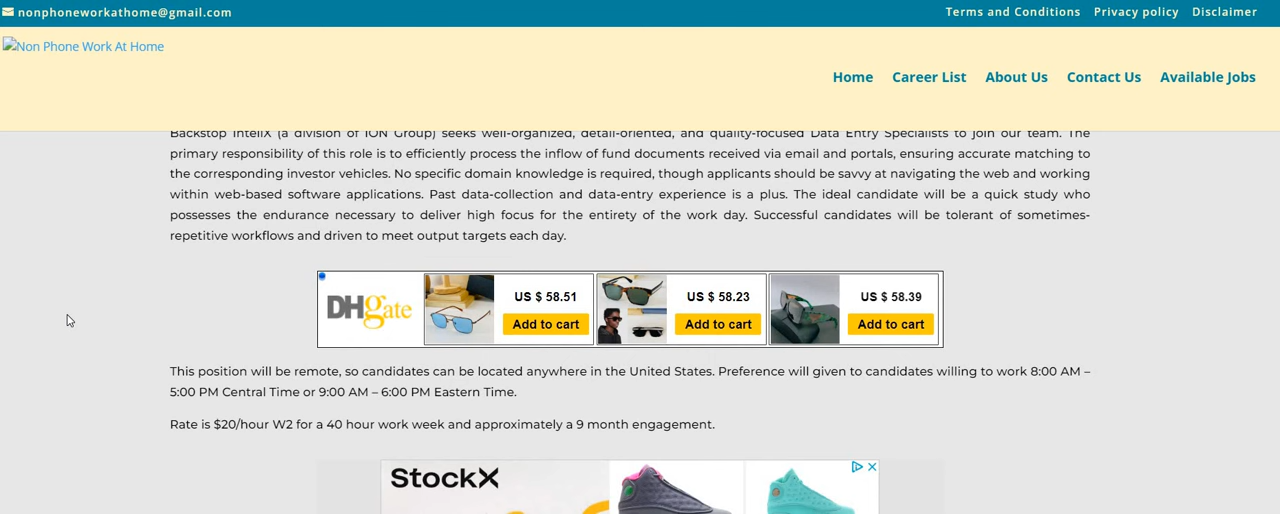 nonphoneworkathome@gmail.com
Terms and Conditions Privacy policy Disclaimer
Non Phone Work At Home
Home Career List About Us Contact Us Available Jobs
Backstop IntelliX (a division of ION Group) seeks well-organized, detail-oriented, and quality-focused Data Entry Specialists to join our team. The
primary responsibility of this role is to efficiently process the inflow of fund documents received via email and portals, ensuring accurate matching to
the corresponding investor vehicles. No specific domain knowledge is required, though applicants should be savvy at navigating the web and working
within web-based software applications. Past data-collection and data-entry experience is a plus. The ideal candidate will be a quick study who
possesses the endurance necessary to deliver high focus for the entirety of the work day. Successful candidates will be tolerant of sometimes-
repetitive workflows and driven to meet output targets each day.
DHgate
US $ 58.51
Add to cart
US $ 58.23
Add to cart
US $ 58.39
Add to cart
This position will be remote, so candidates can be located anywhere in the United States. Preference will given to candidates willing to work 8:00 AM –
5:00 PM Central Time or 9:00 AM – 6:00 PM Eastern Time.
Rate is $20/hour W2 for a 40 hour work week and approximately a 9 month engagement.
StockX